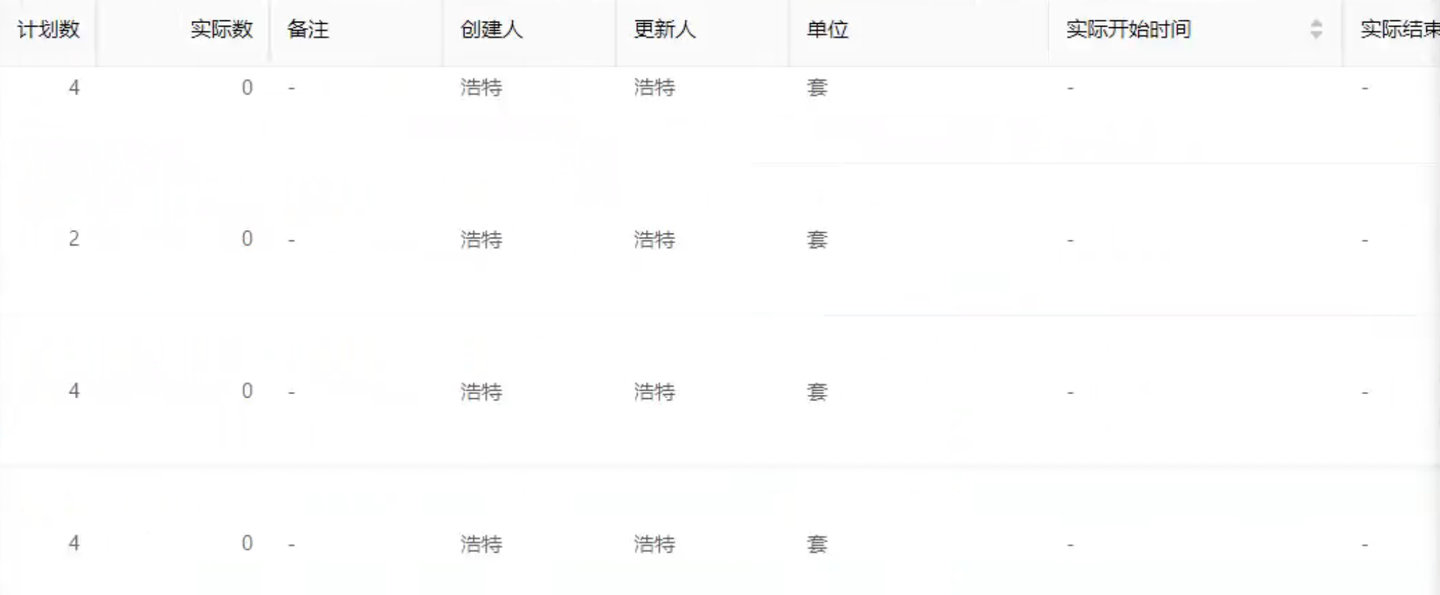 计划数 实际数 备注 创建人 更新人 单位 实际开始时间 实际结束
4 0 - 浩特 浩特 套 - -
2 0 - 浩特 浩特 套 - -
4 0 - 浩特 浩特 套 - -
4 0 - 浩特 浩特 套 - -